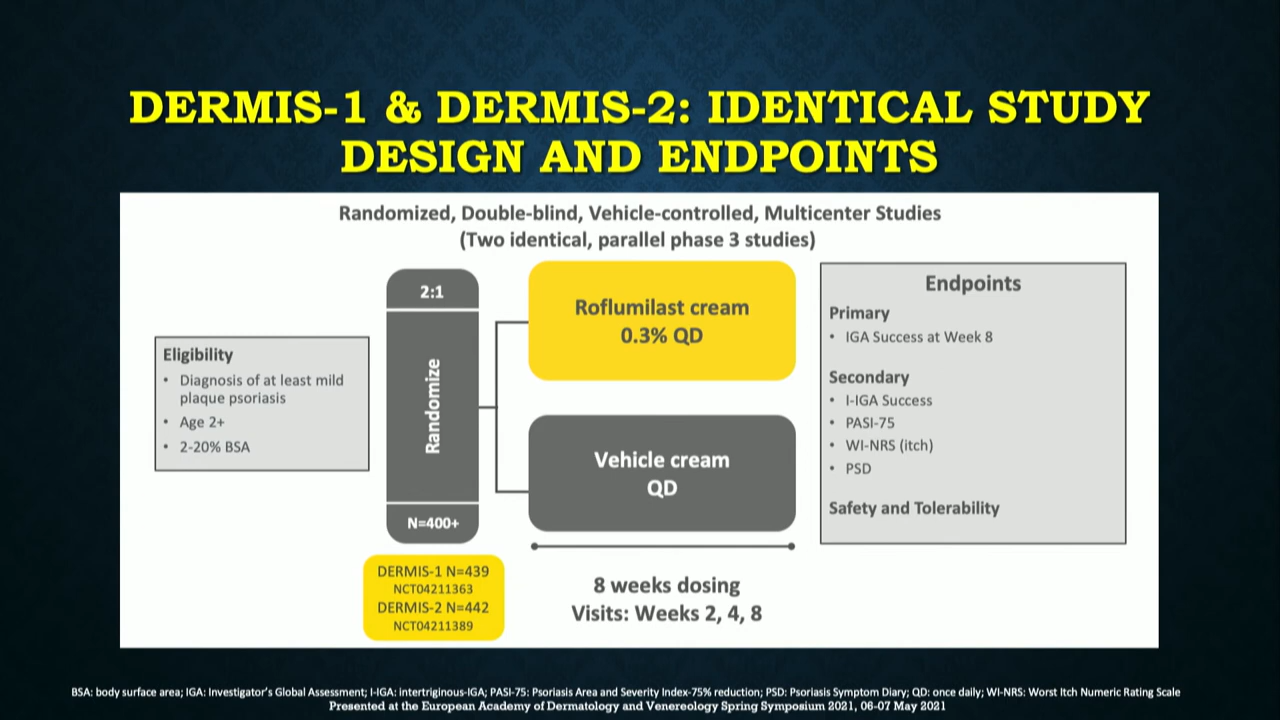 DERMIS-1 & DERMIS-2: IDENTICAL STUDY
DESIGN AND ENDPOINTS
Randomized, Double-blind, Vehicle-controlled, Multicenter Studies
(Two identical, parallel phase 3 studies)
Eligibility
• Diagnosis of at least mild
plaque psoriasis
• Age 2+
• 2-20% BSA
2:1
Randomize
N=400+
DERMIS-1 N=439
NCT04211363
DERMIS-2 N=442
NCT04211389
Roflumilast cream
0.3% QD
Vehicle cream
QD
8 weeks dosing
Visits: Weeks 2, 4, 8
Endpoints
Primary
• IGA Success at Week 8
Secondary
• I-IGA Success
• PASI-75
• WI-NRS (itch)
• PSD
Safety and Tolerability
BSA: body surface area; IGA: Investigator's Global Assessment; I-IGA: intertriginous-IGA; PASI-75: Psoriasis Area and Severity Index-75% reduction; PSD: Psoriasis Symptom Diary; QD: once daily; WI-NRS: Worst Itch Numeric Rating Scale
Presented at the European Academy of Dermatology and Venereology Spring Symposium 2021, 06-07 May 2021